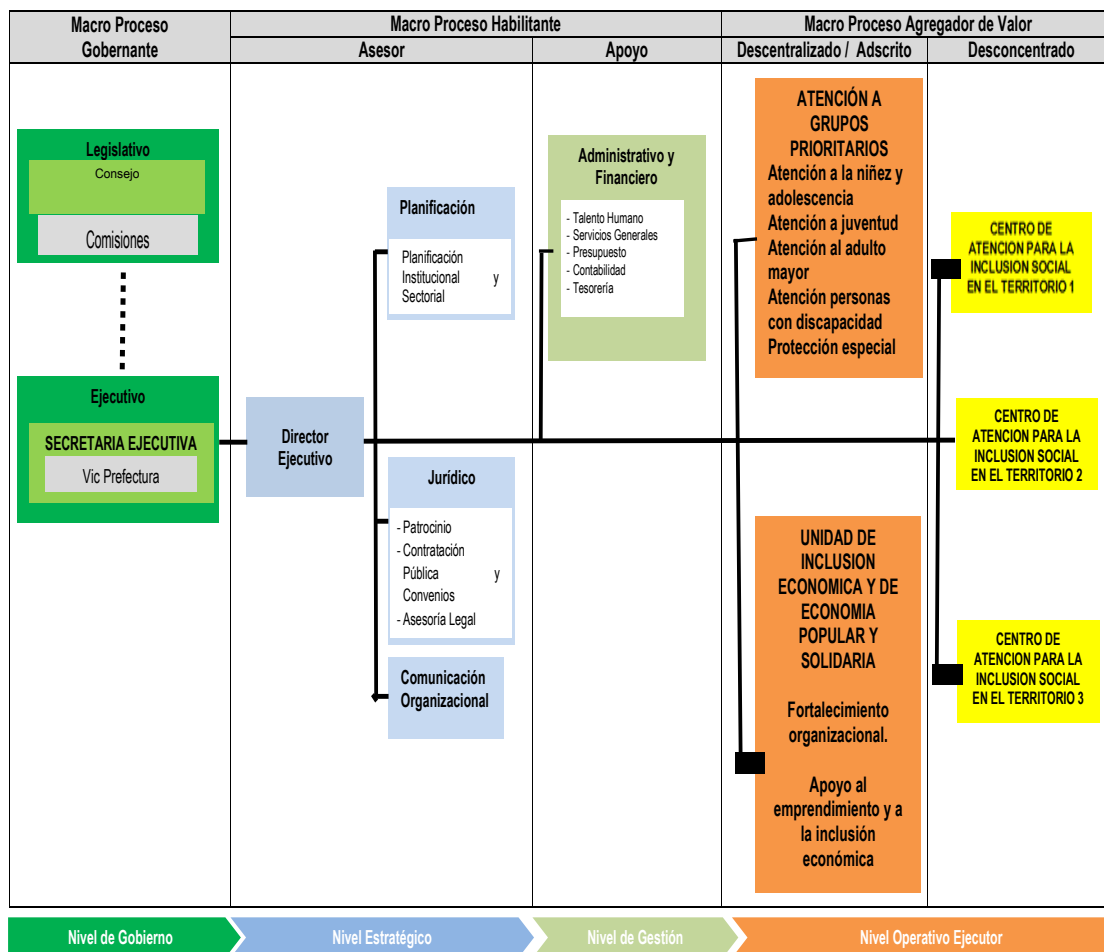 Macro Proceso
Gobernante
Macro Proceso Habilitante
Macro Proceso Agregador de Valor
Asesor
Apoyo
Descentralizado / Adscrito
Desconcentrado
Legislativo
Consejo
Comisiones
Ejecutivo
SECRETARIA EJECUTIVA
Vic Prefectura
Director
Ejecutivo
Planificación
Planificación
Institucional y
Sectorial
Jurídico
- Patrocinio
- Contratación
Pública y
Convenios
- Asesoría Legal
Comunicación
Organizacional
Administrativo y
Financiero
- Talento Humano
- Servicios Generales
- Presupuesto
- Contabilidad
- Tesorería
ATENCIÓN A
GRUPOS
PRIORITARIOS
Atención a la niñez y
adolescencia
Atención a juventud
Atención al adulto
mayor
Atención personas
con discapacidad
Protección especial
UNIDAD DE
INCLUSION
ECONOMICA Y DE
ECONOMIA
POPULAR Y
SOLIDARIA
Fortalecimiento
organizacional.
Apoyo al
emprendimiento y a
la inclusión
económica
CENTRO DE
ATENCION PARA LA
INCLUSION SOCIAL
EN EL TERRITORIO 1
CENTRO DE
ATENCION PARA LA
INCLUSION SOCIAL
EN EL TERRITORIO 2
CENTRO DE
ATENCION PARA LA
INCLUSION SOCIAL
EN EL TERRITORIO 3
Nivel de Gobierno
Nivel Estratégico
Nivel de Gestión
Nivel Operativo Ejecutor